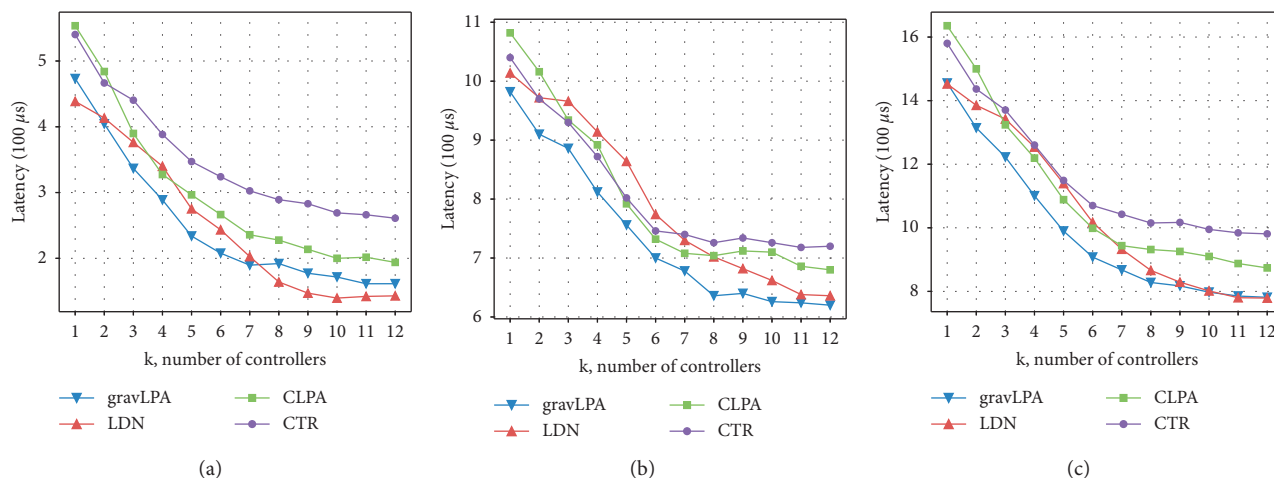 5
4
3
2
Latency (100 μs)
1 2 3 4 5 6 7 8 9 10 11 12
k, number of controllers
gravLPA CLPA
LDN CTR
(a)
11
10
9
8
7
6
Latency (100 μs)
1 2 3 4 5 6 7 8 9 10 11 12
k, number of controllers
gravLPA CLPA
LDN CTR
(b)
16
14
12
10
8
Latency (100 μs)
1 2 3 4 5 6 7 8 9 10 11 12
k, number of controllers
gravLPA CLPA
LDN CTR
(c)